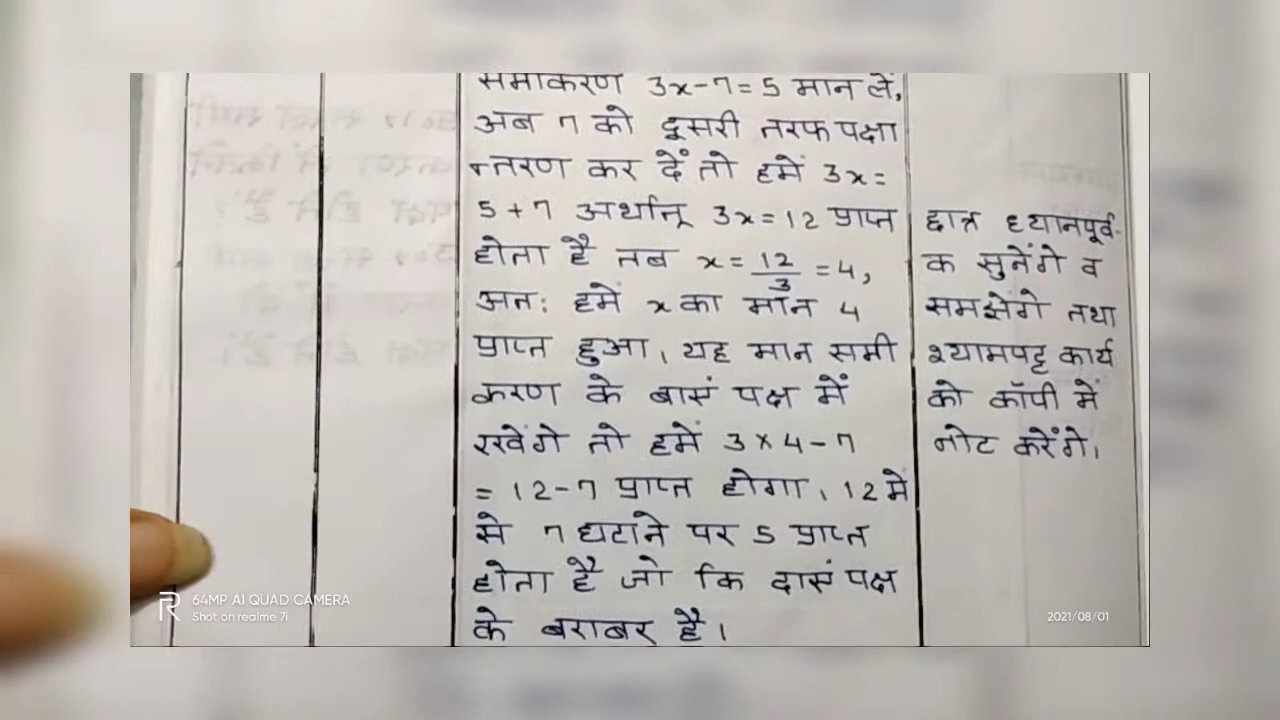 समीकरण 3x-7=5 मान लें,
अब 7 को दूसरी तरफ पक्षा
न्तरण कर दें तो हमें 3x=
5+7 अर्थात् 3x=12 प्राप्त
होता है तब x=12/3=4,
अत: हमें x का मान 4
प्राप्त हुआ, यह मान समी
करण के बाएं पक्ष में
रखेंगे तो हमें 3×4-7
=12-7 प्राप्त होगा, 12 मे
से 7 घटाने पर 5 प्राप्त
होता है जो कि दाएं पक्ष
के बराबर है।
छात्र ध्यानपूर्व-
क सुनेंगे व
समझेगे तथा
श्यामपट्ट कार्य
को कॉपी में
नोट करेंगे।
64MP AI QUAD CAMERA
Shot on realme 7i
2021/08/01